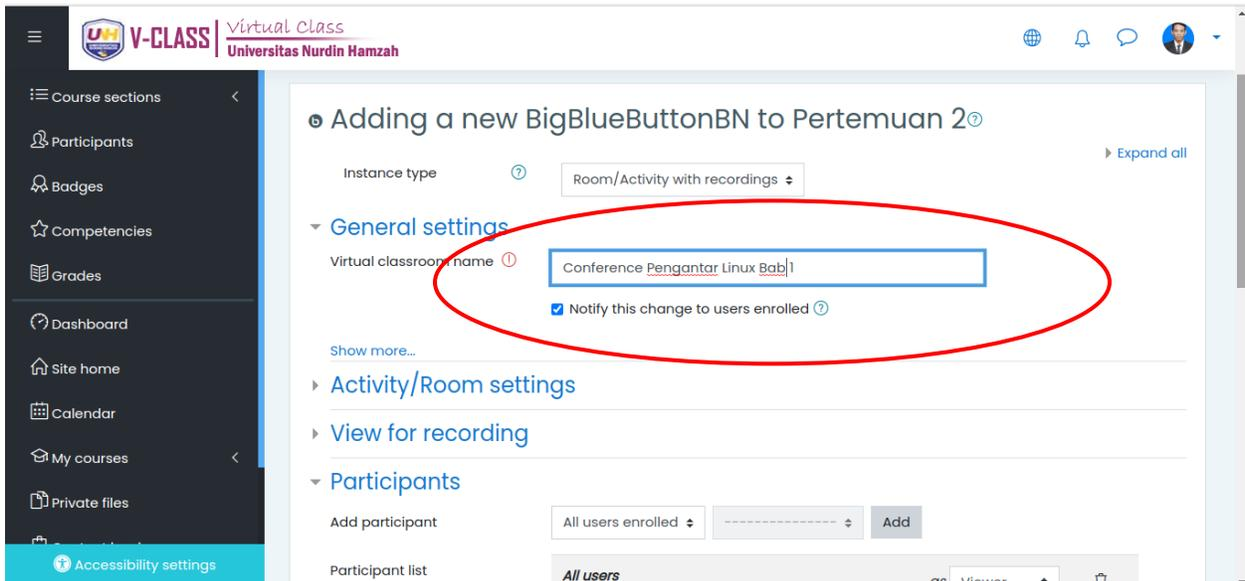 UNH
V-CLASS
Virtual Class
Universitas Nurdin Hamzah
Course sections
Participants
Badges
Competencies
Grades
Dashboard
Site home
Calendar
My courses
Private files
Accessibility settings
Adding a new BigBlueButtonBN to Pertemuan 2
Expand all
Instance type
Room/Activity with recordings
General settings
Virtual classroom name
Conference Pengantar Linux Bab 1
Notify this change to users enrolled
Show more...
Activity/Room settings
View for recording
Participants
Add participant
All users enrolled
---------------
Add
Participant list
All users
as
Viewer